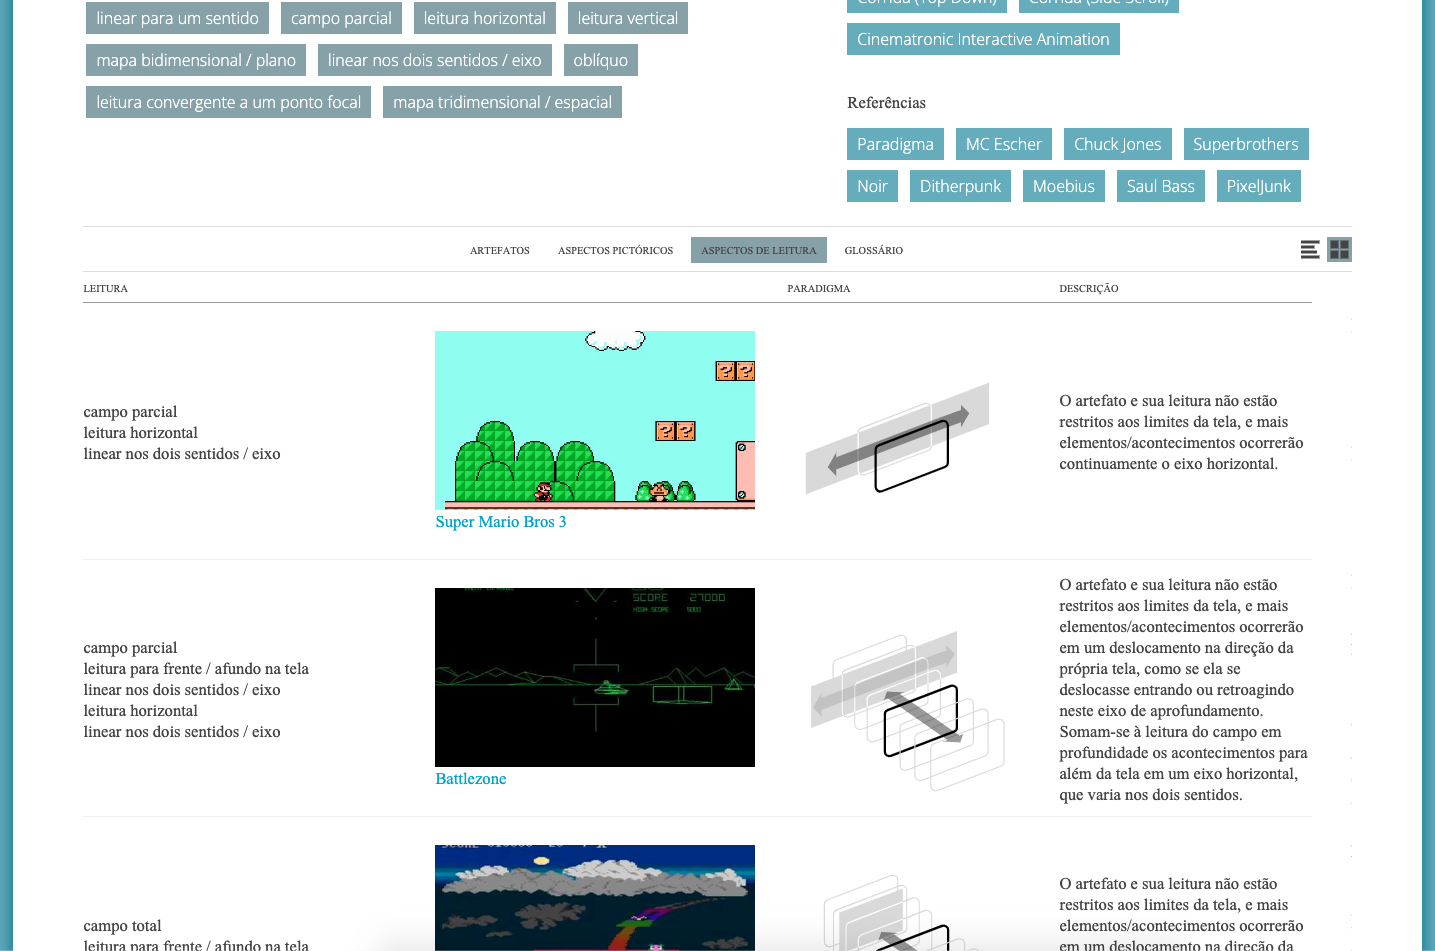 linear para um sentido
campo parcial
leitura horizontal
leitura vertical
mapa bidimensional / plano
linear nos dois sentidos / eixo
oblíquo
leitura convergente a um ponto focal
mapa tridimensional / espacial
Corrida (Top Down)
Corrida (Side Scroll)
Cinematronic Interactive Animation
Referências
Paradigma
MC Escher
Chuck Jones
Superbrothers
Noir
Ditherpunk
Moebius
Saul Bass
PixelJunk
ARTEFATOS
ASPECTOS PICTÓRICOS
ASPECTOS DE LEITURA
GLOSSÁRIO
LEITURA
PARADIGMA
DESCRIÇÃO
campo parcial
leitura horizontal
linear nos dois sentidos / eixo
? ?
? ?
Super Mario Bros 3
O artefato e sua leitura não estão
restritos aos limites da tela, e mais
elementos/acontecimentos ocorrerão
continuamente o eixo horizontal.
campo parcial
leitura para frente / afundo na tela
linear nos dois sentidos / eixo
leitura horizontal
linear nos dois sentidos / eixo
SCORE 27000
HIGH SCORE 5000
Battlezone
O artefato e sua leitura não estão
restritos aos limites da tela, e mais
elementos/acontecimentos ocorrerão
em um deslocamento na direção da
própria tela, como se ela se
deslocasse entrando ou retroagindo
neste eixo de aprofundamento.
Somam-se à leitura do campo em
profundidade os acontecimentos para
além da tela em um eixo horizontal,
que varia nos dois sentidos.
campo total
leitura para frente / afundo na tela
O artefato e sua leitura não estão
restritos aos limites da tela, e mais
elementos/acontecimentos ocorrerão
em um deslocamento na direção da